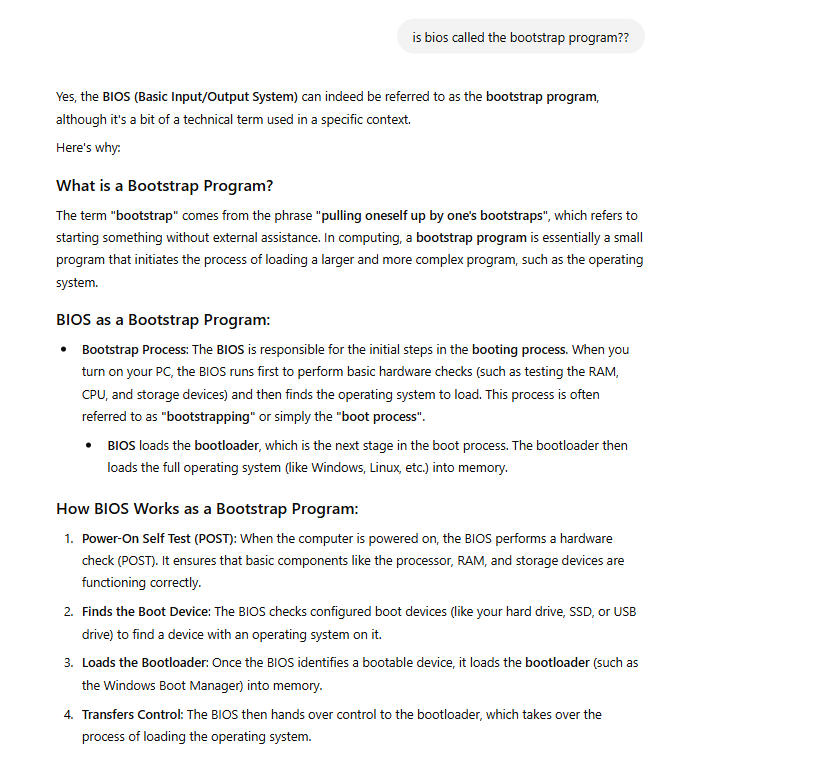 is bios called the bootstrap program??
Yes, the BIOS (Basic Input/Output System) can indeed be referred to as the bootstrap program,
although it's a bit of a technical term used in a specific context.
Here's why:
What is a Bootstrap Program?
The term "bootstrap" comes from the phrase "pulling oneself up by one's bootstraps", which refers to
starting something without external assistance. In computing, a bootstrap program is essentially a small
program that initiates the process of loading a larger and more complex program, such as the operating
system.
BIOS as a Bootstrap Program:
• Bootstrap Process: The BIOS is responsible for the initial steps in the booting process. When you
turn on your PC, the BIOS runs first to perform basic hardware checks (such as testing the RAM,
CPU, and storage devices) and then finds the operating system to load. This process is often
referred to as "bootstrapping" or simply the "boot process".
• BIOS loads the bootloader, which is the next stage in the boot process. The bootloader then
loads the full operating system (like Windows, Linux, etc.) into memory.
How BIOS Works as a Bootstrap Program:
1. Power-On Self Test (POST): When the computer is powered on, the BIOS performs a hardware
check (POST). It ensures that basic components like the processor, RAM, and storage devices are
functioning correctly.
2. Finds the Boot Device: The BIOS checks configured boot devices (like your hard drive, SSD, or USB
drive) to find a device with an operating system on it.
3. Loads the Bootloader: Once the BIOS identifies a bootable device, it loads the bootloader (such as
the Windows Boot Manager) into memory.
4. Transfers Control: The BIOS then hands over control to the bootloader, which takes over the
process of loading the operating system.